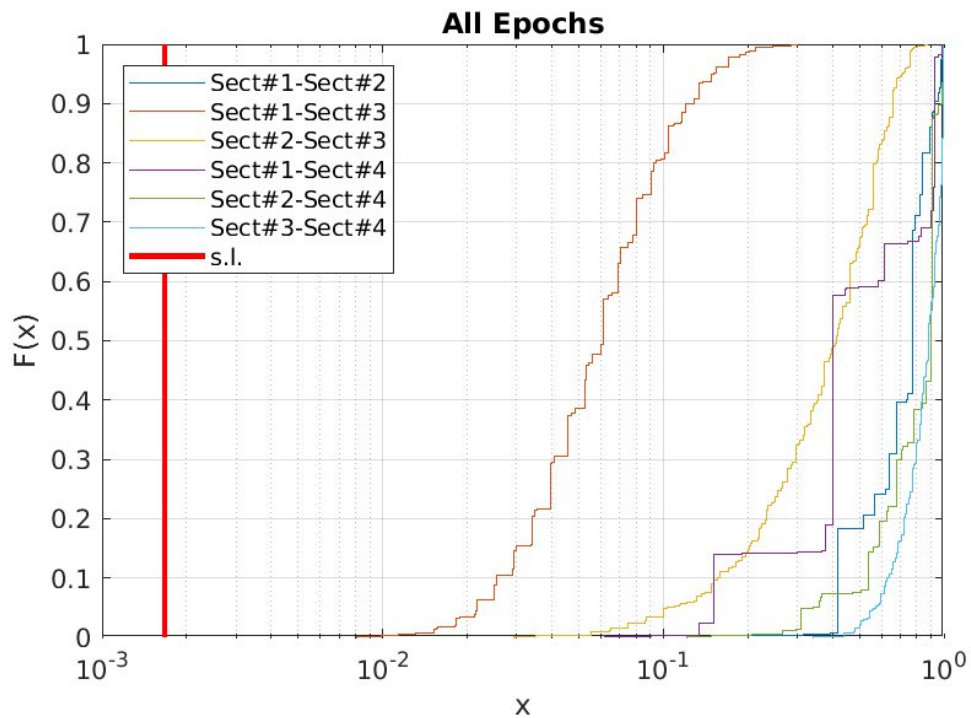 All Epochs
F(x)
1
0.9
0.8
0.7
0.6
0.5
0.4
0.3
0.2
0.1
0
Sect#1-Sect#2
Sect#1-Sect#3
Sect#2-Sect#3
Sect#1-Sect#4
Sect#2-Sect#4
Sect#3-Sect#4
s.l.
10^-3 10^-2 10^-1 10^0
x